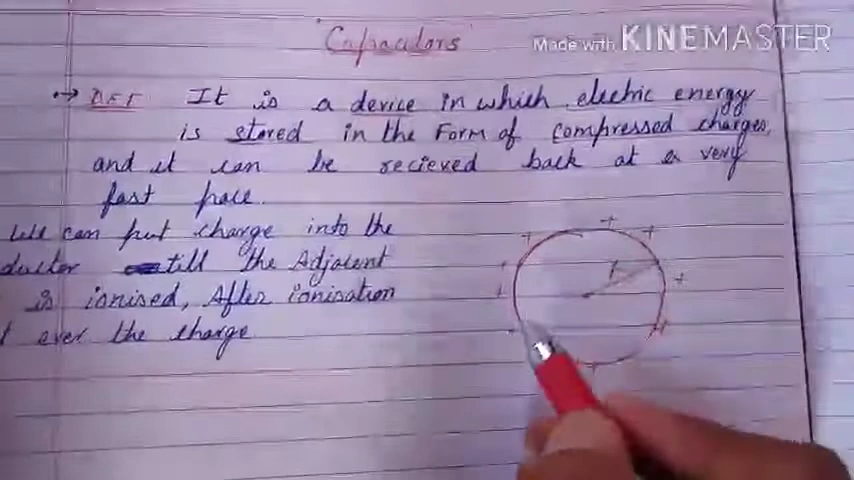 Capacitors
Made with KINEMASTER
→ DEF It is a device in which electric energy
is stored in the Form of compressed charges,
and it can be recieved back at a very
fast pace.
We can put charge into the
ductor till the Adjacent
is ionised, After ionisation
ever the charge
+ + + + + + + r